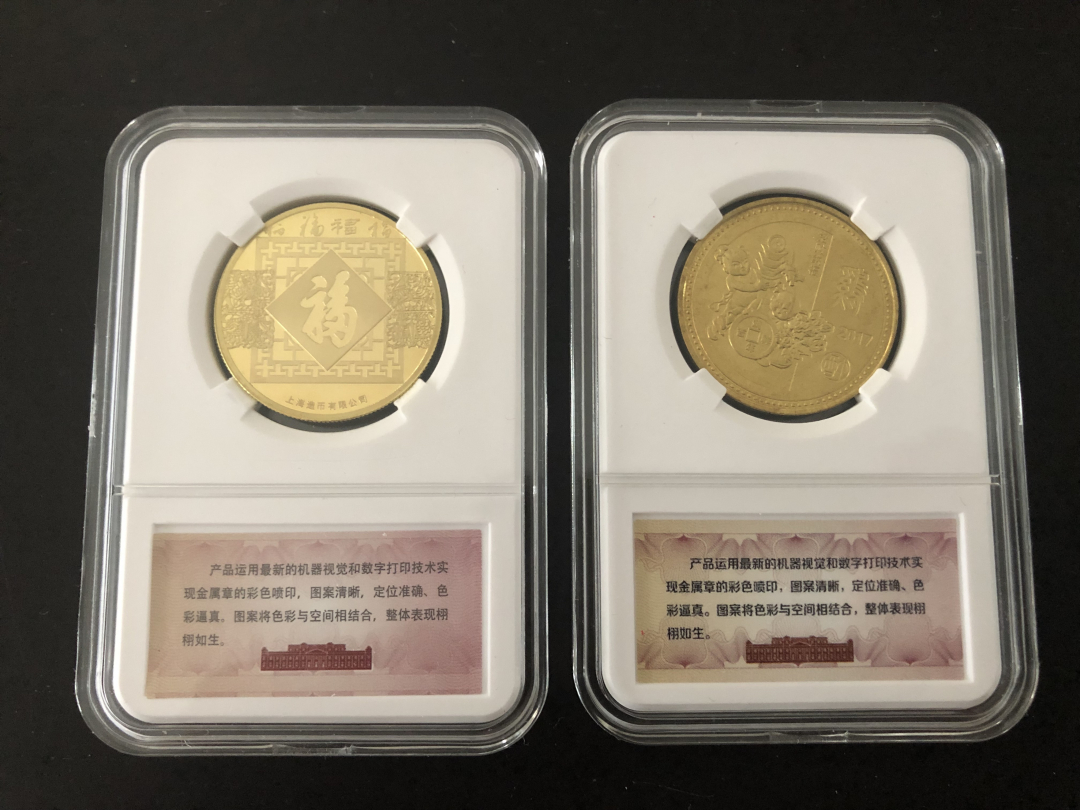 福
上海造币有限公司
产品运用最新的机器视觉和数字打印技术实
现金属章的彩色喷印，图案清晰，定位准确、色
彩逼真。图案将色彩与空间相结合，整体表现栩
栩如生。
2017
产品运用最新的机器视觉和数字打印技术实
现金属章的彩色喷印，图案清晰，定位准确、色
彩逼真。图案将色彩与空间相结合，整体表现栩
栩如生。